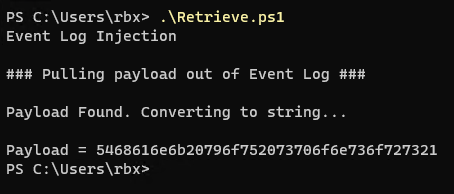 PS C:\Users\rbx> .\Retrieve.ps1
Event Log Injection
### Pulling payload out of Event Log ###
Payload Found. Converting to string...
Payload = 5468616e6b20796f752073706f6e736f727321
PS C:\Users\rbx>